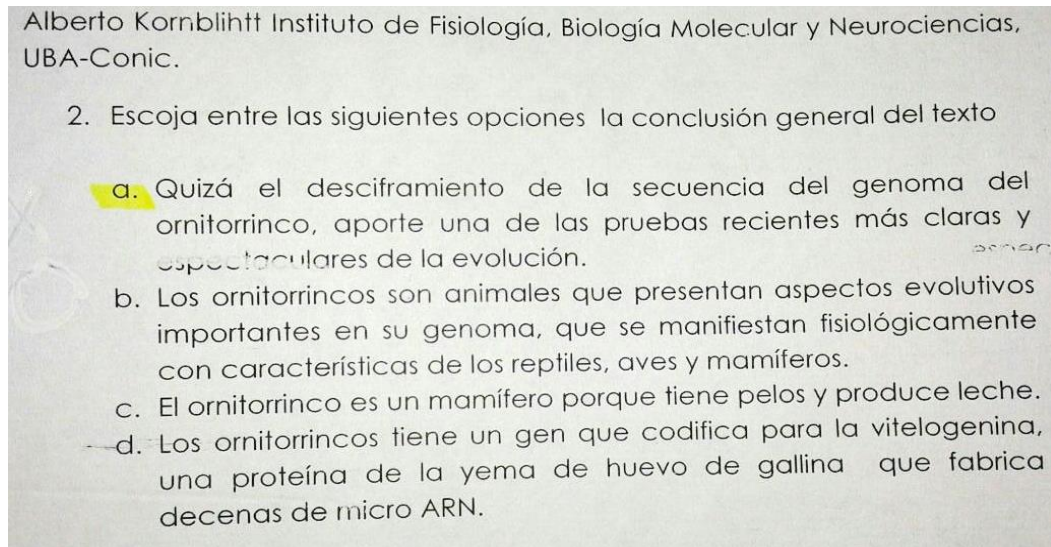 Alberto Kornblihtt Instituto de Fisiología, Biología Molecular y Neurociencias,
UBA-Conic.
2. Escoja entre las siguientes opciones la conclusión general del texto
a. Quizá el desciframiento de la secuencia del genoma del
ornitorrinco, aporte una de las pruebas recientes más claras y
espectaculares de la evolución.
b. Los ornitorrincos son animales que presentan aspectos evolutivos
importantes en su genoma, que se manifiestan fisiológicamente
con características de los reptiles, aves y mamíferos.
c. El ornitorrinco es un mamífero porque tiene pelos y produce leche.
d. Los ornitorrincos tiene un gen que codifica para la vitelogenina,
una proteína de la yema de huevo de gallina que fabrica
decenas de micro ARN.